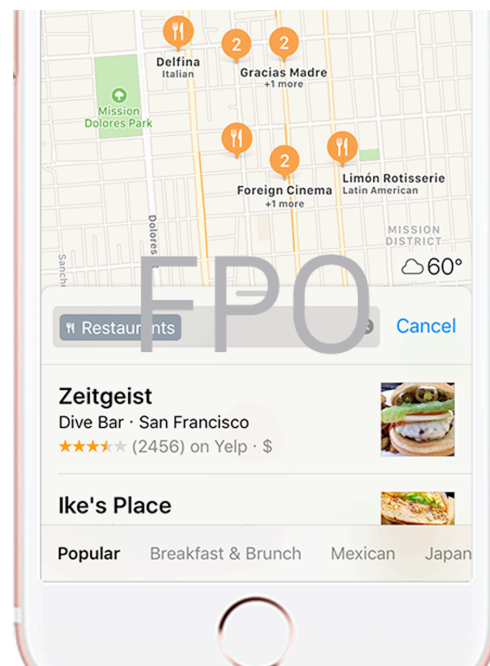 2
2
Delfina
Italian
Gracias Madre
+1 more
Mission
Dolores Park
2
Foreign Cinema
+1 more
Limón Rotisserie
Latin American
Dolores
MISSION
DISTRICT
60°
FPO
Restaurants
Cancel
Zeitgeist
Dive Bar · San Francisco
(2456) on Yelp · $
Ike's Place
Popular
Breakfast & Brunch
Mexican
Japan